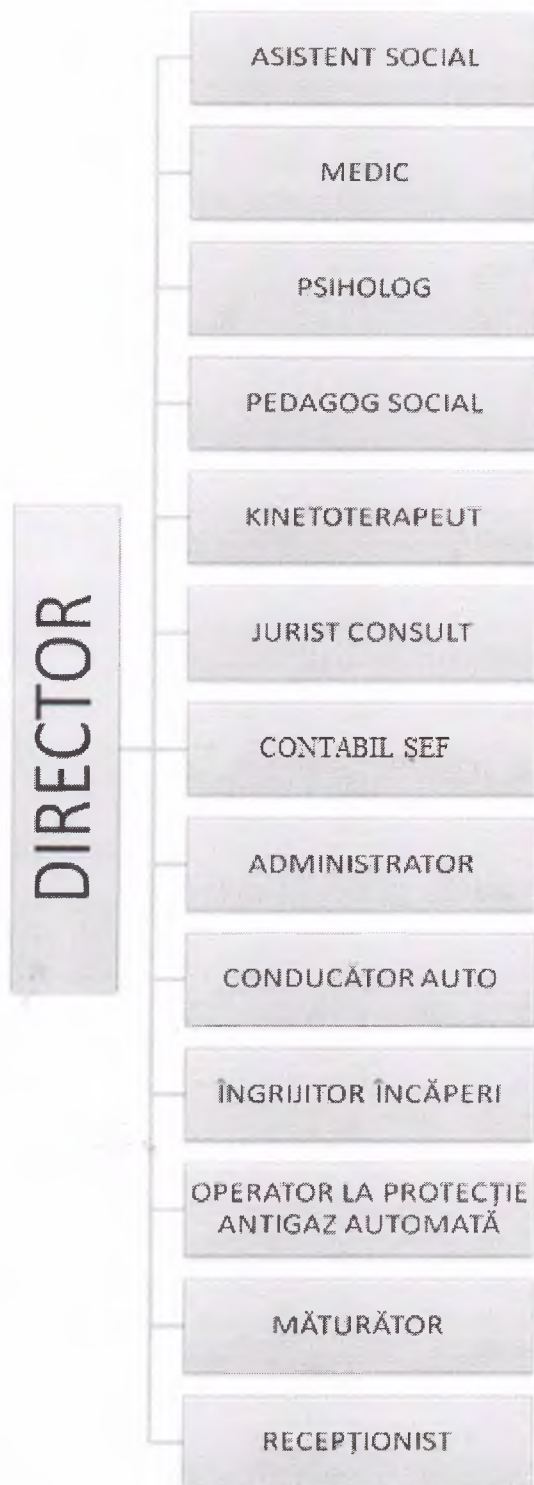 DIRECTOR
ASISTENT SOCIAL
MEDIC
PSIHOLOG
PEDAGOG SOCIAL
KINETOTERAPEUT
JURIST CONSULT
CONTABIL ȘEF
ADMINISTRATOR
CONDUCĂTOR AUTO
ÎNGRIJITOR ÎNCĂPERI
OPERATOR LA PROTECȚIE
ANTIGAZ AUTOMATĂ
MĂTURĂTOR
RECEPȚIONIST